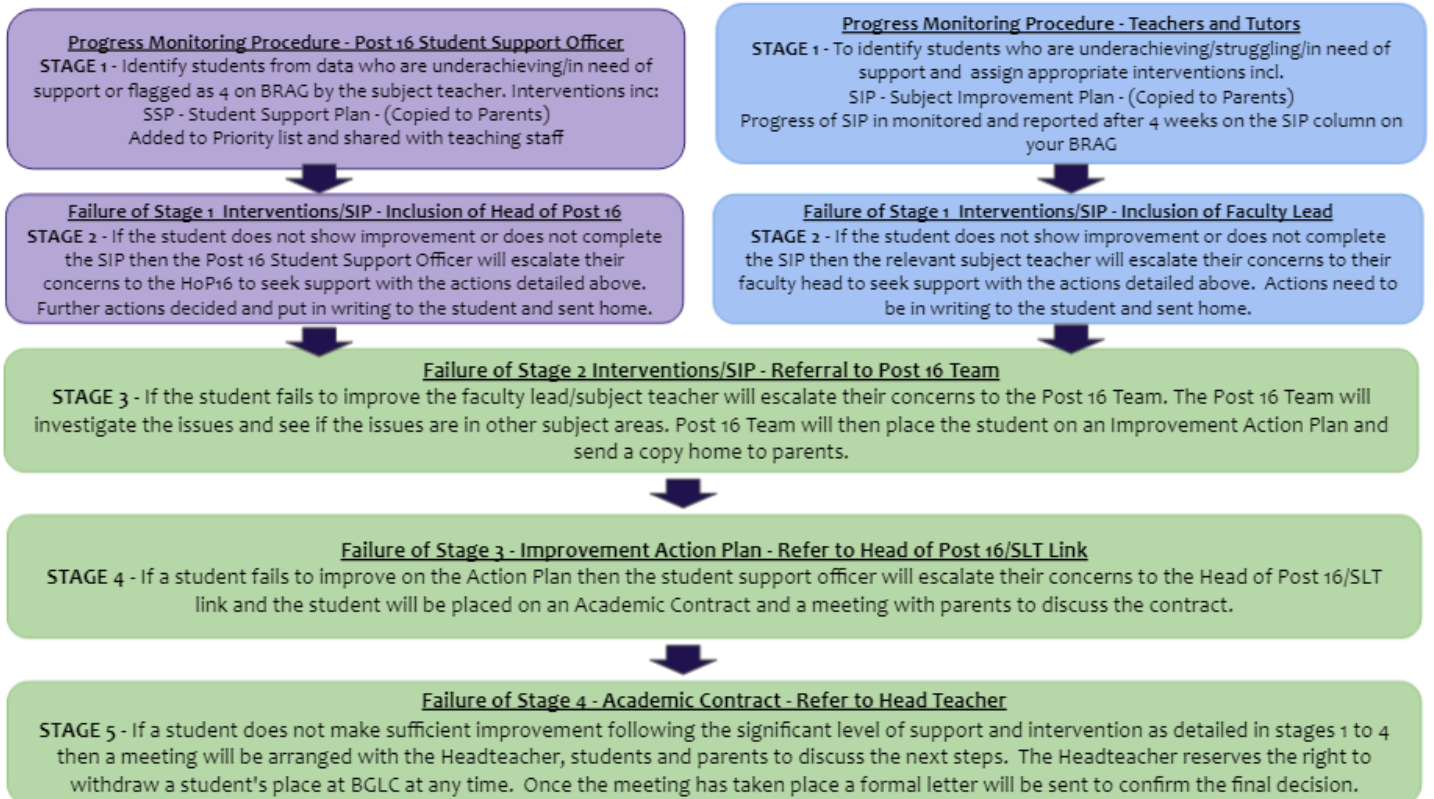 Progress Monitoring Procedure - Post 16 Student Support Officer
STAGE 1 - Identify students from data who are underachieving/in need of
support or flagged as 4 on BRAG by the subject teacher. Interventions inc:
SSP - Student Support Plan - (Copied to Parents)
Added to Priority list and shared with teaching staff
Progress Monitoring Procedure - Teachers and Tutors
STAGE 1 - To identify students who are underachieving/struggling/in need of
support and assign appropriate interventions incl.
SIP - Subject Improvement Plan - (Copied to Parents)
Progress of SIP in monitored and reported after 4 weeks on the SIP column on
your BRAG
Failure of Stage 1 Interventions/SIP - Inclusion of Head of Post 16
STAGE 2 - If the student does not show improvement or does not complete
the SIP then the Post 16 Student Support Officer will escalate their
concerns to the HoP16 to seek support with the actions detailed above.
Further actions decided and put in writing to the student and sent home.
Failure of Stage 1 Interventions/SIP - Inclusion of Faculty Lead
STAGE 2 - If the student does not show improvement or does not complete
the SIP then the relevant subject teacher will escalate their concerns to their
faculty head to seek support with the actions detailed above. Actions need to
be in writing to the student and sent home.
Failure of Stage 2 Interventions/SIP - Referral to Post 16 Team
STAGE 3 - If the student fails to improve the faculty lead/subject teacher will escalate their concerns to the Post 16 Team. The Post 16 Team will
investigate the issues and see if the issues are in other subject areas. Post 16 Team will then place the student on an Improvement Action Plan and
send a copy home to parents.
Failure of Stage 3 - Improvement Action Plan - Refer to Head of Post 16/SLT Link
STAGE 4 - If a student fails to improve on the Action Plan then the student support officer will escalate their concerns to the Head of Post 16/SLT
link and the student will be placed on an Academic Contract and a meeting with parents to discuss the contract.
Failure of Stage 4 - Academic Contract - Refer to Head Teacher
STAGE 5 - If a student does not make sufficient improvement following the significant level of support and intervention as detailed in stages 1 to 4
then a meeting will be arranged with the Headteacher, students and parents to discuss the next steps. The Headteacher reserves the right to
withdraw a student's place at BGLC at any time. Once the meeting has taken place a formal letter will be sent to confirm the final decision.